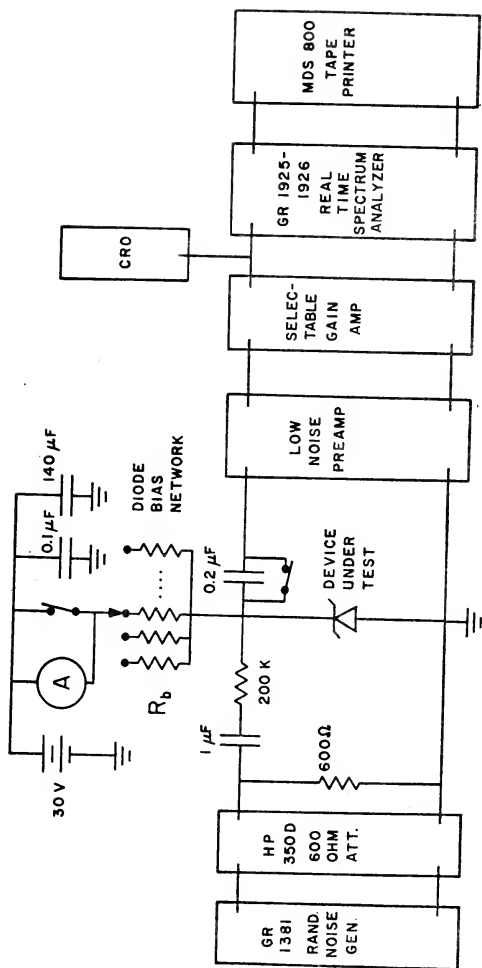 30V
A
0.1 µF
140 µF
R_b
DIODE
BIAS
NETWORK
1 µF
200 K
0.2 µF
600Ω
DEVICE
UNDER
TEST
GR
1381
RAND.
NOISE
GEN.
HP
350D
600
OHM
ATT.
LOW
NOISE
PREAMP
SELEC-
TABLE
GAIN
AMP
CRO
GR 1925-
1926
REAL
TIME
SPECTRUM
ANALYZER
MDS 800
TAPE
PRINTER